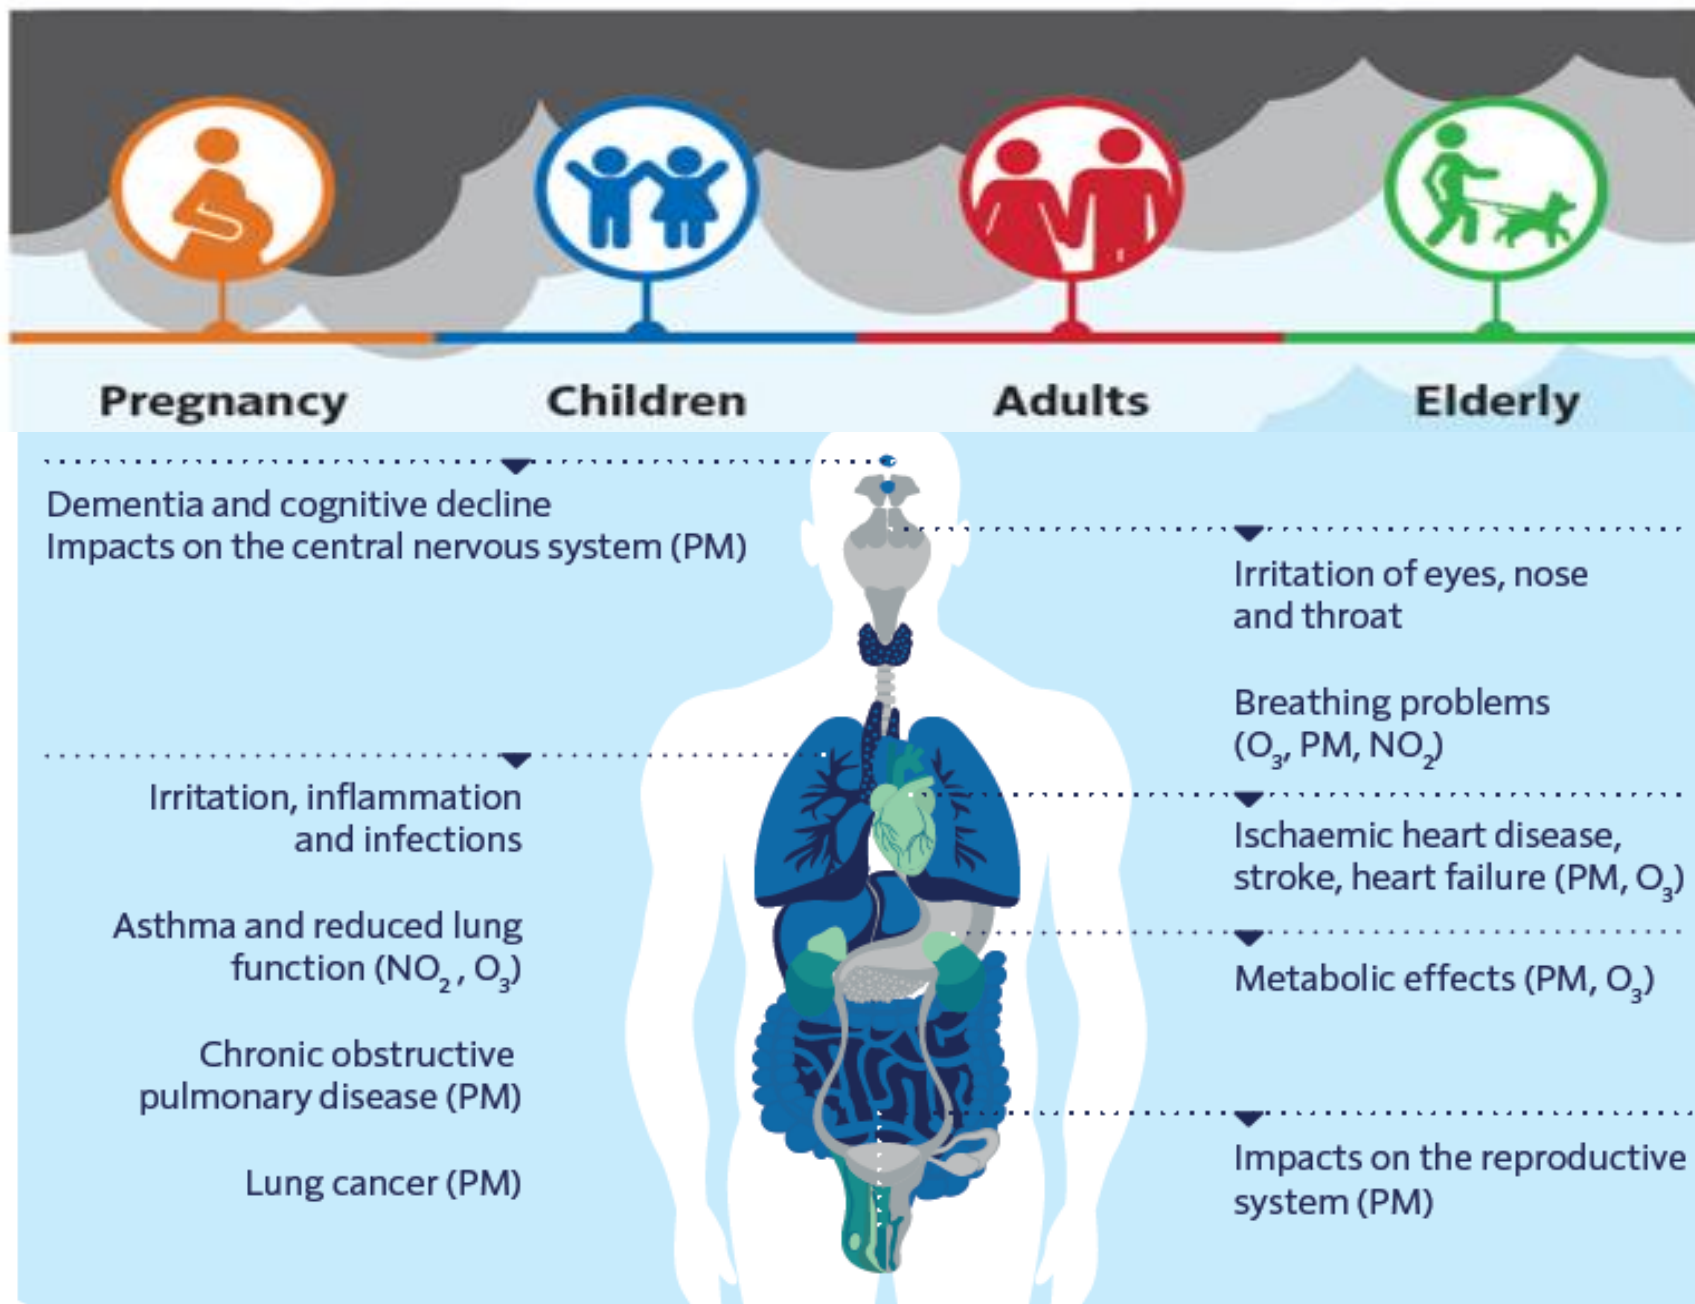 Pregnancy
Children
Adults
Elderly
Dementia and cognitive decline
Impacts on the central nervous system (PM)
Irritation, inflammation
and infections
Asthma and reduced lung
function (NO₂ , O₃)
Chronic obstructive
pulmonary disease (PM)
Lung cancer (PM)
Irritation of eyes, nose
and throat
Breathing problems
(O₃, PM, NO₂)
Ischaemic heart disease,
stroke, heart failure (PM, O₃)
Metabolic effects (PM, O₃)
Impacts on the reproductive
system (PM)